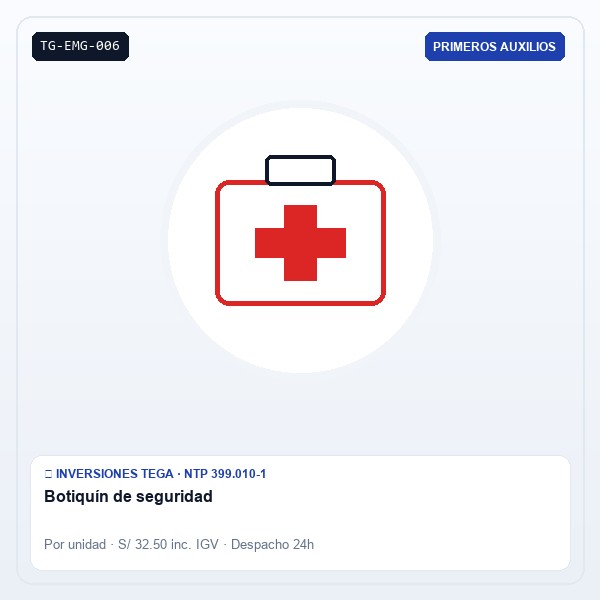 TG-EMG-006
PRIMEROS AUXILIOS
INVERSIONES TEGA · NTP 399.010-1
Botiquín de seguridad
Por unidad · S/ 32.50 inc. IGV · Despacho 24h